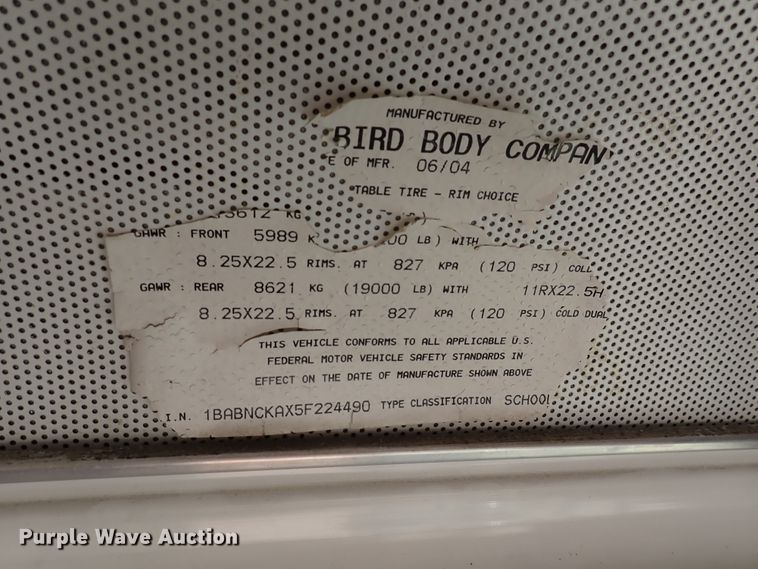 MANUFACTURED BY
BIRD BODY COMPAN
E OF MFR. 06/04
TABLE TIRE - RIM CHOICE
3612 KG
GAWR : FRONT 5989 K 00 LB) WITH
8.25X22.5 RIMS. AT 827 KPA (120 PSI) COLL
GAWR : REAR 8621 KG (19000 LB) WITH 11RX22.5H
8.25X22.5 RIMS. AT 827 KPA (120 PSI) COLD DUAL
THIS VEHICLE CONFORMS TO ALL APPLICABLE U.S.
FEDERAL MOTOR VEHICLE SAFETY STANDARDS IN
EFFECT ON THE DATE OF MANUFACTURE SHOWN ABOVE
.I.N. 1BABNCKAX5F224490 TYPE CLASSIFICATION SCHOOL
Purple Wave Auction